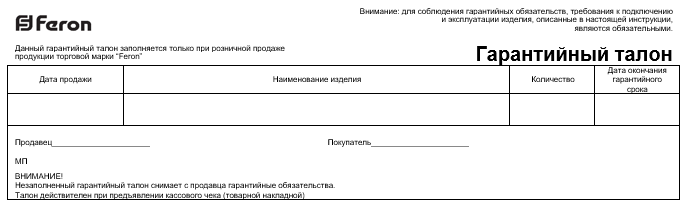 Feron
Внимание: для соблюдения гарантийных обязательств, требования к подключению
и эксплуатации изделия, описанные в настоящей инструкции,
являются обязательными.
Данный гарантийный талон заполняется только при розничной продаже
продукции торговой марки “Feron”
Гарантийный талон
Дата продажи
Наименование изделия
Количество
Дата окончания
гарантийного
срока
Продавец_______________________
Покупатель_______________________
МП
ВНИМАНИЕ!
Незаполненный гарантийный талон снимает с продавца гарантийные обязательства.
Талон действителен при предъявлении кассового чека (товарной накладной)